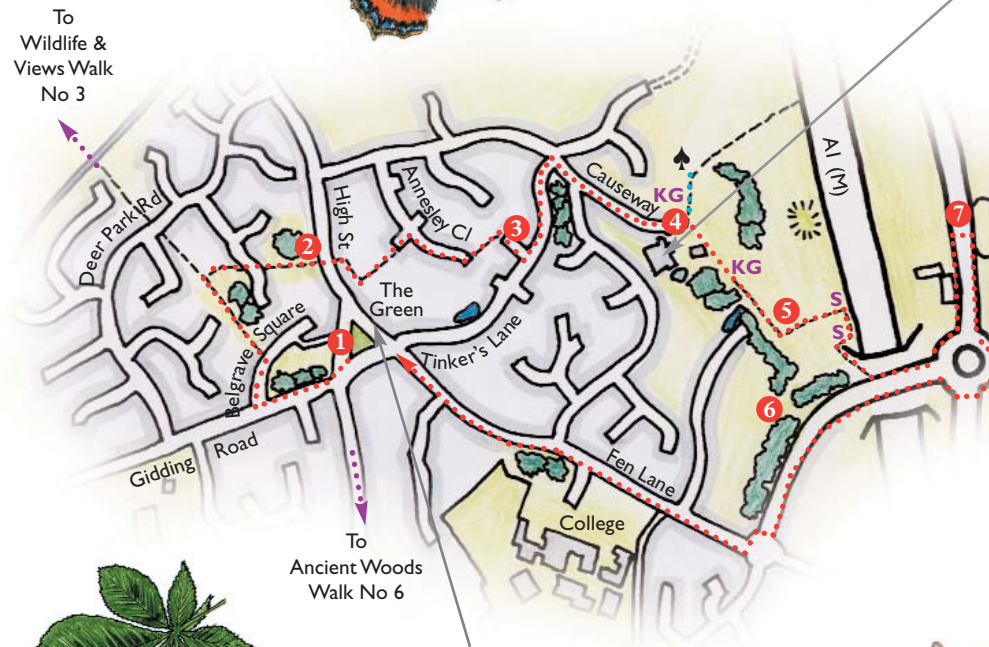 To
Wildlife &
Views Walk
No 3
Deer Park Rd
High St
Annesley Cl
Causeway
KG
A1 (M)
KG
S
S
The
Green
Tinker's Lane
Belgrave Square
Gidding Road
Fen Lane
College
To
Ancient Woods
Walk No 6
1
2
3
4
5
6
7